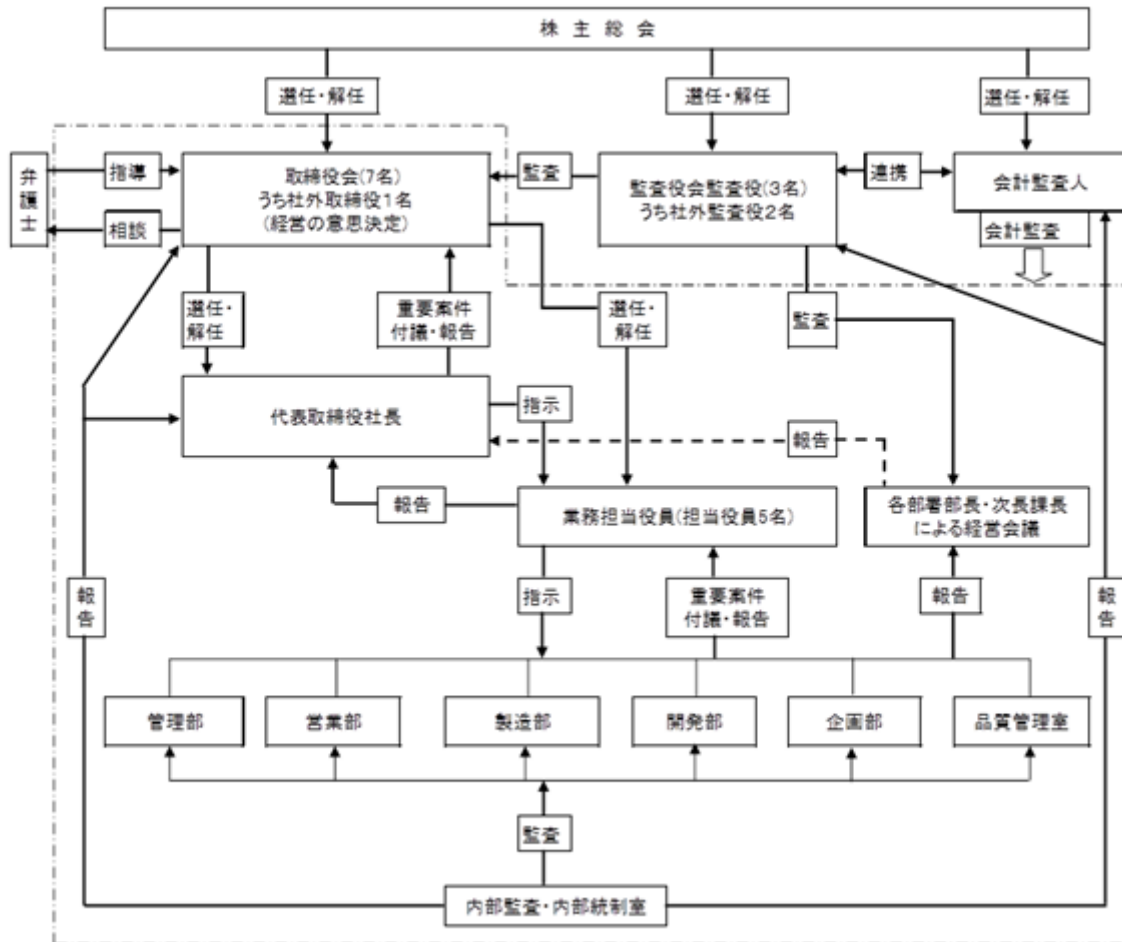 株 主 総 会
選任・解任
選任・解任
選任・解任
弁護士
指導
相談
取締役会(7名)
うち社外取締役1名
(経営の意思決定)
監査
監査役会監査役(3名)
うち社外監査役2名
連携
会計監査人
会計監査
選任・
解任
重要案件
付議・報告
選任・
解任
監査
代表取締役社長
指示
報告
報告
業務担当役員(担当役員5名)
各部署部長・次長課長
による経営会議
報告
指示
重要案件
付議・報告
報告
報告
管理部
営業部
製造部
開発部
企画部
品質管理室
監査
内部監査・内部統制室